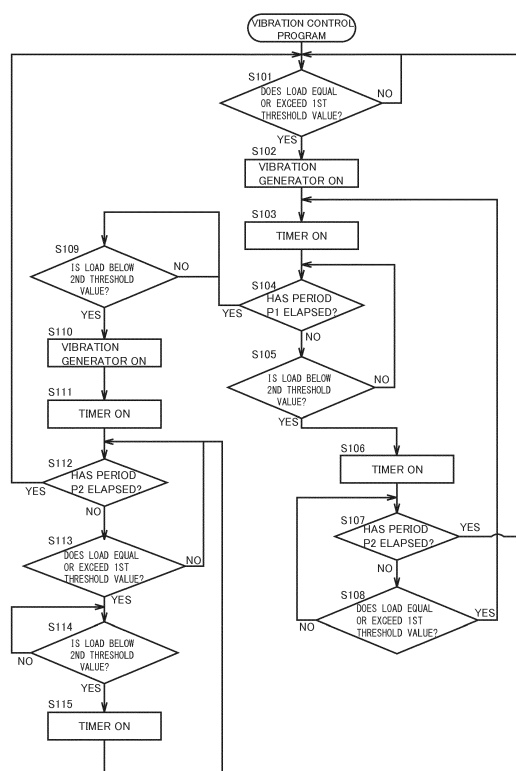 VIBRATION CONTROL
PROGRAM
S101
DOES LOAD EQUAL
OR EXCEED 1ST
THRESHOLD VALUE?
NO
YES
S102
VIBRATION
GENERATOR ON
S103
TIMER ON
S104
HAS PERIOD
P1 ELAPSED?
YES
NO
S105
IS LOAD BELOW
2ND THRESHOLD
VALUE?
NO
YES
S106
TIMER ON
S107
HAS PERIOD
P2 ELAPSED?
YES
NO
S108
DOES LOAD EQUAL
OR EXCEED 1ST
THRESHOLD VALUE?
NO
YES
S109
IS LOAD BELOW
2ND THRESHOLD
VALUE?
NO
YES
S110
VIBRATION
GENERATOR ON
S111
TIMER ON
S112
HAS PERIOD
P2 ELAPSED?
YES
NO
S113
DOES LOAD EQUAL
OR EXCEED 1ST
THRESHOLD VALUE?
NO
YES
S114
IS LOAD BELOW
2ND THRESHOLD
VALUE?
NO
YES
S115
TIMER ON